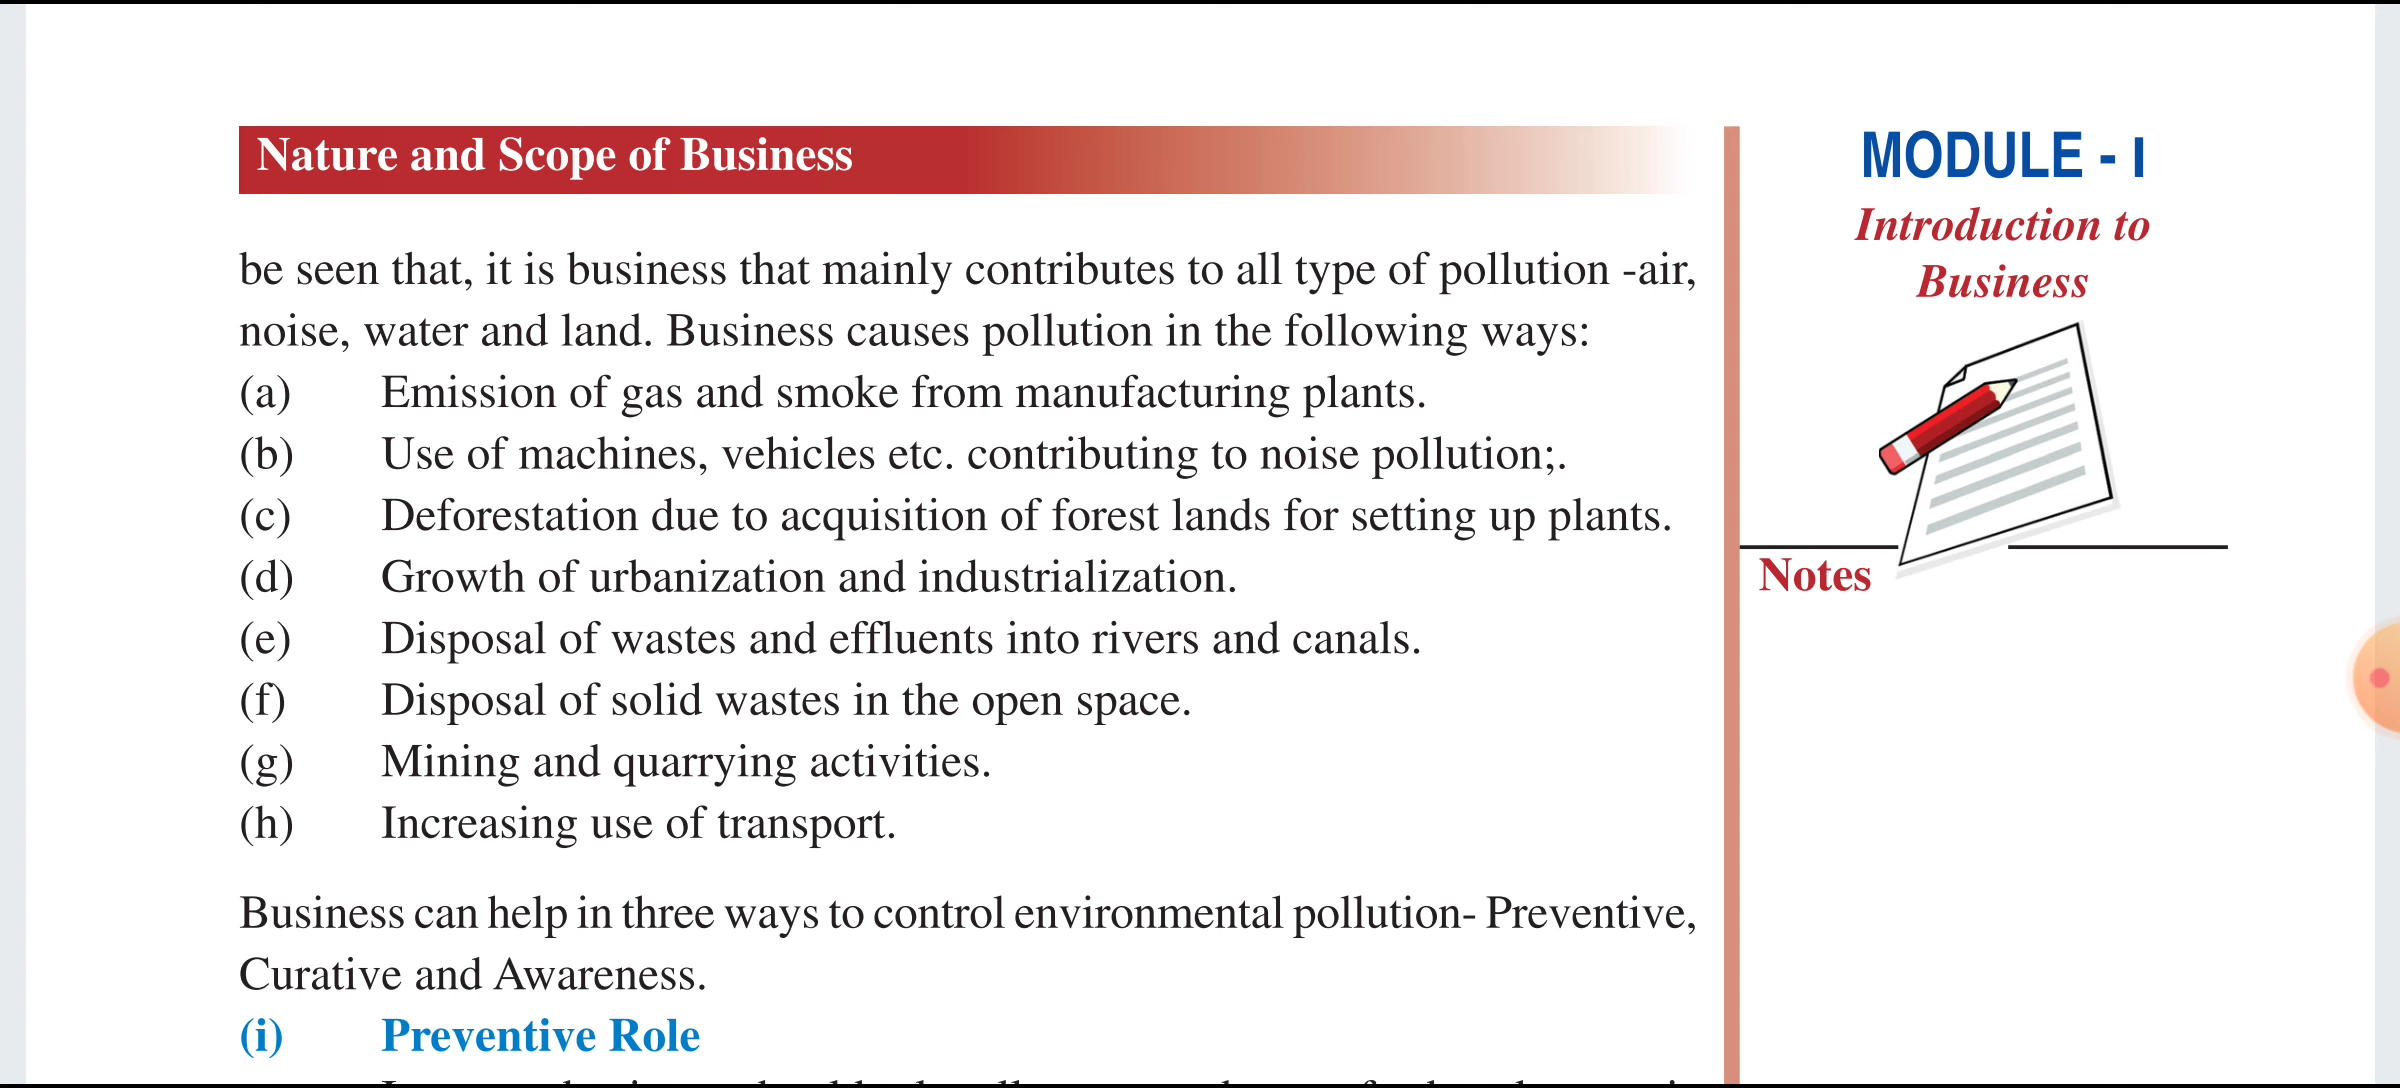 Nature and Scope of Business
MODULE - I
Introduction to
Business
Notes
be seen that, it is business that mainly contributes to all type of pollution -air,
noise, water and land. Business causes pollution in the following ways:
(a) Emission of gas and smoke from manufacturing plants.
(b) Use of machines, vehicles etc. contributing to noise pollution;.
(c) Deforestation due to acquisition of forest lands for setting up plants.
(d) Growth of urbanization and industrialization.
(e) Disposal of wastes and effluents into rivers and canals.
(f) Disposal of solid wastes in the open space.
(g) Mining and quarrying activities.
(h) Increasing use of transport.
Business can help in three ways to control environmental pollution- Preventive,
Curative and Awareness.
(i) Preventive Role